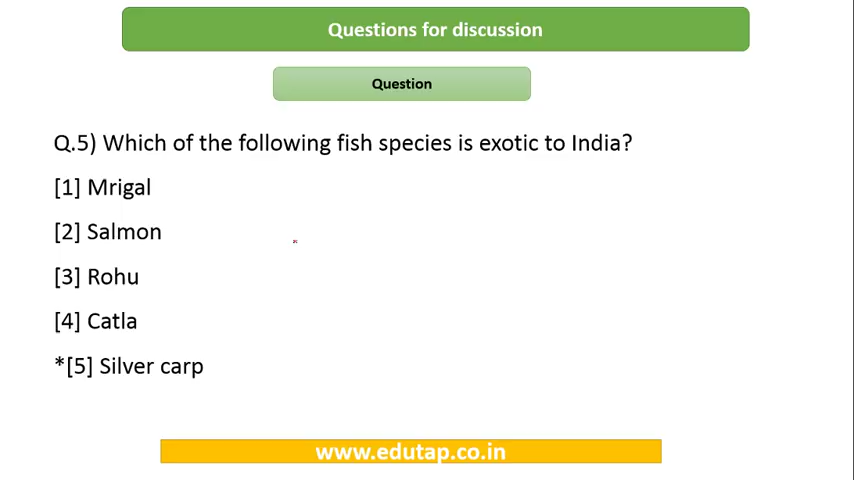 Questions for discussion
Question
Q.5) Which of the following fish species is exotic to India?
[1] Mrigal
[2] Salmon
[3] Rohu
[4] Catla
*[5] Silver carp
www.edutap.co.in